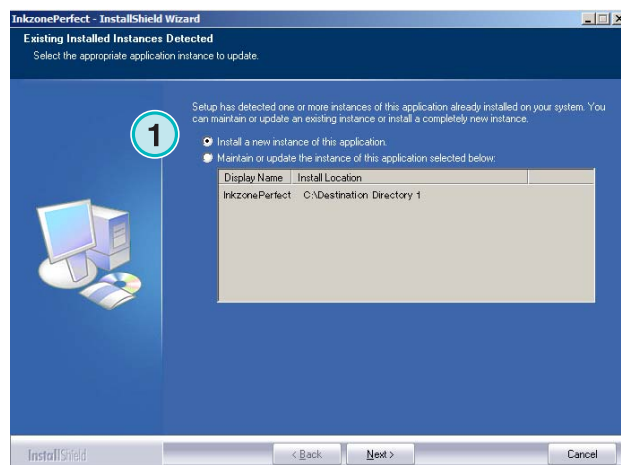 InkzonePerfect - InstallShield Wizard
Existing Installed Instances Detected
Select the appropriate application instance to update.
Setup has detected one or more instances of this application already installed on your system. You
can maintain or update an existing instance or install a completely new instance.
1
Install a new instance of this application.
Maintain or update the instance of this application selected below:
Display Name Install Location
InkzonePerfect C:\Destination Directory 1
InstallShield
< Back Next > Cancel